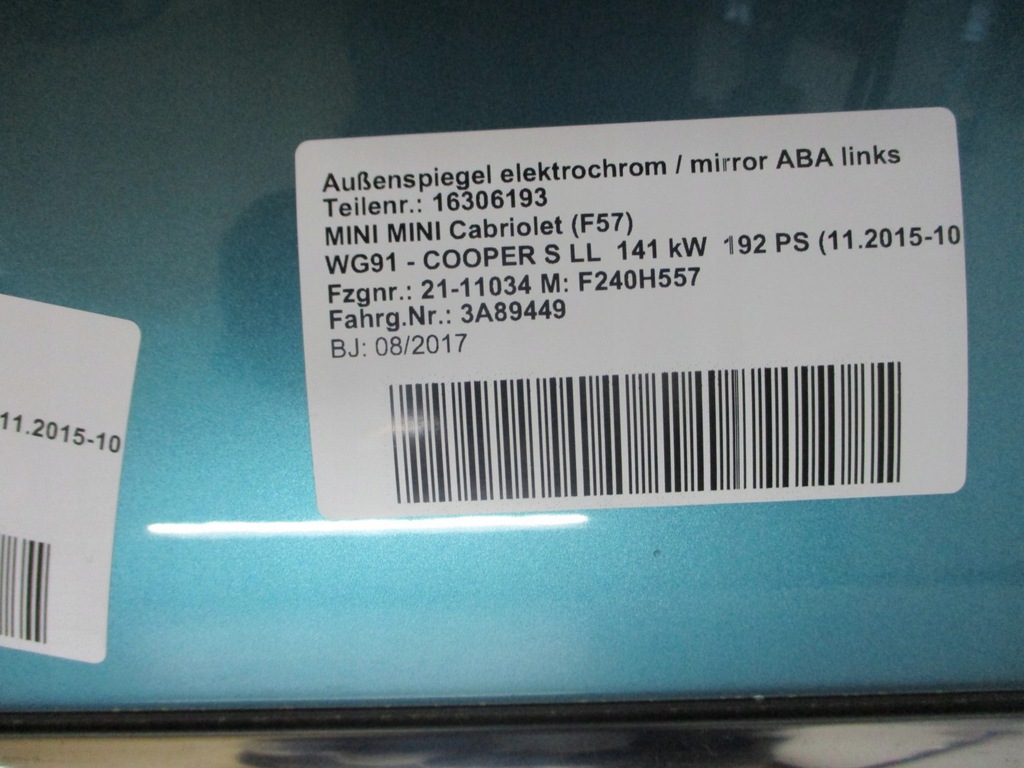 Außenspiegel elektrochrom / mirror ABA links
Teilenr.: 16306193
MINI MINI Cabriolet (F57)
WG91 - COOPER S LL 141 kW 192 PS (11.2015-10
Fzgnr.: 21-11034 M: F240H557
Fahrg.Nr.: 3A89449
BJ: 08/2017
11.2015-10